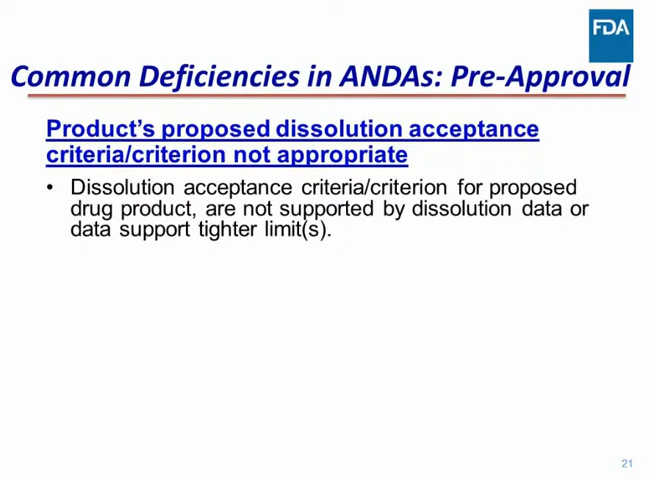 FDA
Common Deficiencies in ANDAs: Pre-Approval
Product's proposed dissolution acceptance
criteria/criterion not appropriate
• Dissolution acceptance criteria/criterion for proposed
drug product, are not supported by dissolution data or
data support tighter limit(s).
21